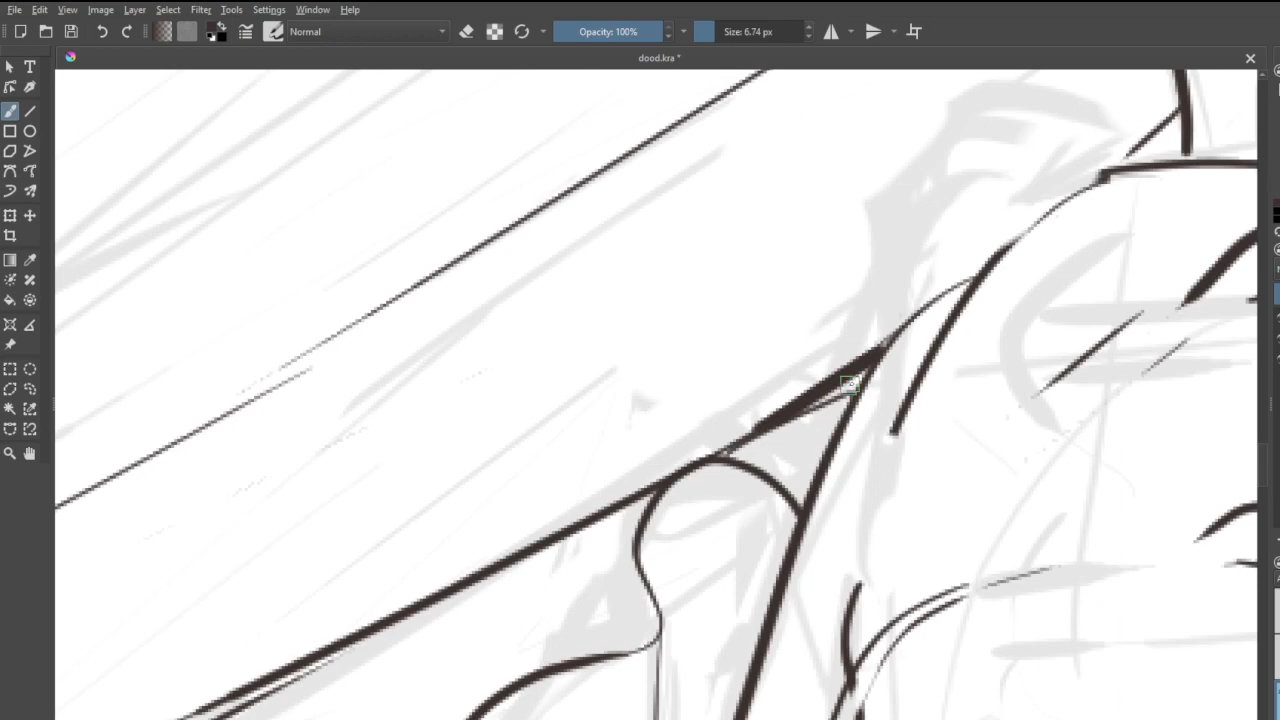 File Edit View Image Layer Select Filter Tools Settings Window Help
Normal Opacity: 100% Size: 6.74 px
dood.kra *